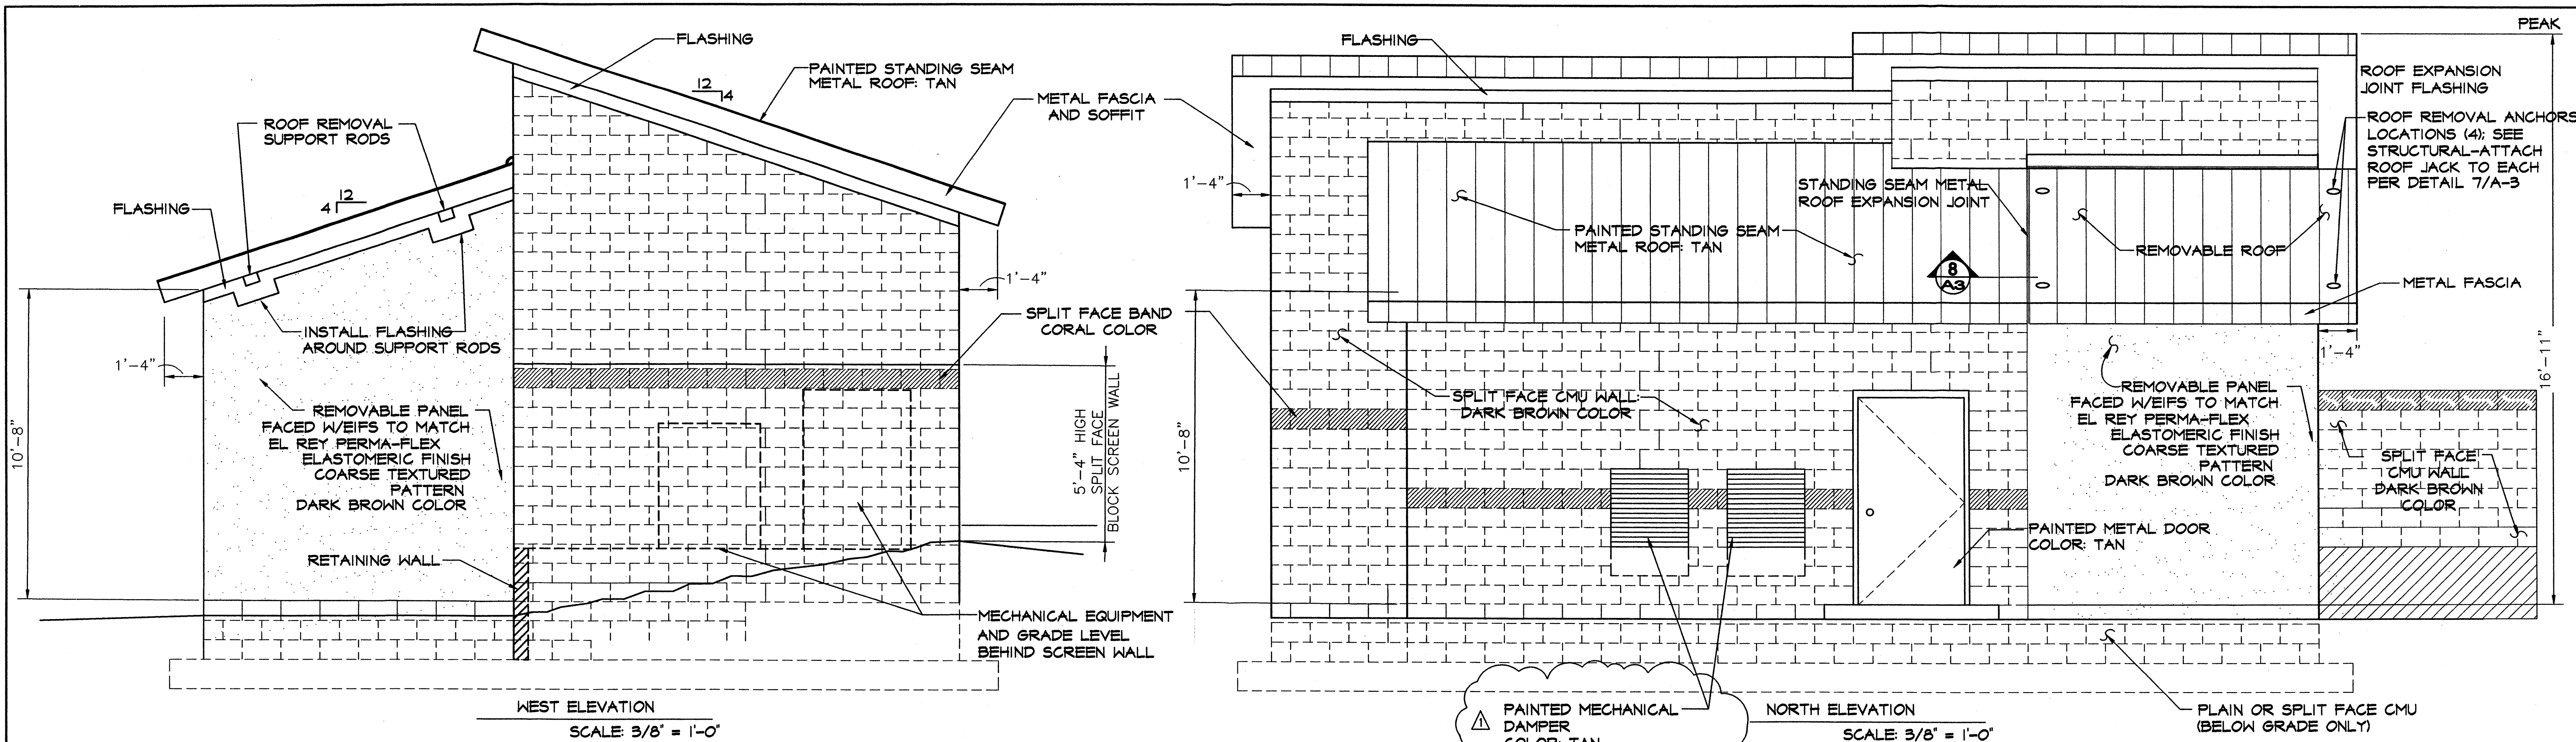 FLASHING
PAINTED STANDING SEAM
METAL ROOF: TAN
12
4
METAL FASCIA
AND SOFFIT
ROOF REMOVAL
SUPPORT RODS
12
4
FLASHING
1'-4"
SPLIT FACE BAND
CORAL COLOR
INSTALL FLASHING
AROUND SUPPORT RODS
1'-4"
10'-8"
REMOVABLE PANEL
FACED W/EIFS TO MATCH
EL REY PERMA-FLEX
ELASTOMERIC FINISH
COARSE TEXTURED
PATTERN
DARK BROWN COLOR
5'-4" HIGH
SPLIT FACE
BLOCK SCREEN WALL
RETAINING WALL
MECHANICAL EQUIPMENT
AND GRADE LEVEL
BEHIND SCREEN WALL
WEST ELEVATION
SCALE: 3/8" = 1'-0"
FLASHING
PEAK
ROOF EXPANSION
JOINT FLASHING
ROOF REMOVAL ANCHORS
LOCATIONS (4); SEE
STRUCTURAL-ATTACH
ROOF JACK TO EACH
PER DETAIL 7/A-3
1'-4"
STANDING SEAM METAL
ROOF EXPANSION JOINT
PAINTED STANDING SEAM
METAL ROOF: TAN
REMOVABLE ROOF
8
A3
METAL FASCIA
1'-4"
16'-11"
10'-8"
SPLIT FACE CMU WALL:
DARK BROWN COLOR
REMOVABLE PANEL
FACED W/EIFS TO MATCH
EL REY PERMA-FLEX
ELASTOMERIC FINISH
COARSE TEXTURED
PATTERN
DARK BROWN COLOR
SPLIT FACE
CMU WALL
DARK BROWN
COLOR
PAINTED METAL DOOR
COLOR: TAN
1
PAINTED MECHANICAL
DAMPER
COLOR: TAN
NORTH ELEVATION
SCALE: 3/8" = 1'-0"
PLAIN OR SPLIT FACE CMU
(BELOW GRADE ONLY)